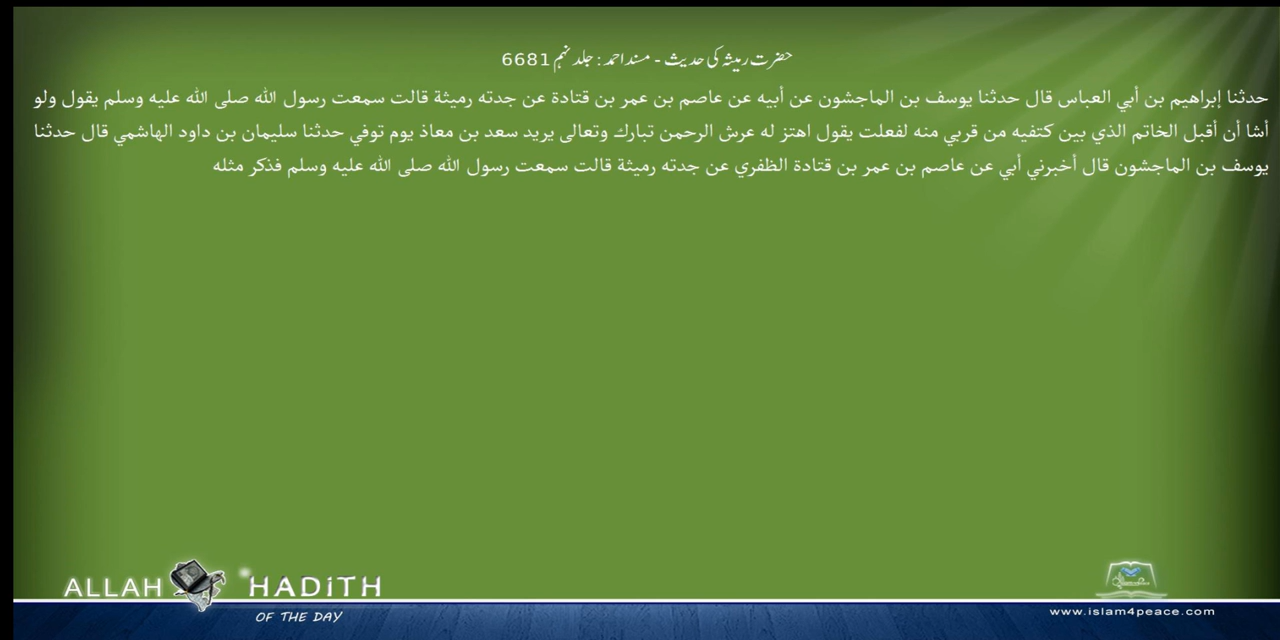 حضرت رمیثہ کی حدیث - مسند احمد : جلد نہم 6681
حدثنا إبراهيم بن أبي العباس قال حدثنا يوسف بن الماجشون عن أبيه عن عاصم بن عمر بن قتادة عن جدته رميثة قالت سمعت رسول الله صلى الله عليه وسلم يقول ولو
أشا أن أقبل الخاتم الذي بين كتفيه من قربي منه لفعلت يقول اهتز له عرش الرحمن تبارك وتعالى يريد سعد بن معاذ يوم توفي حدثنا سليمان بن داود الهاشمي قال حدثنا
يوسف بن الماجشون قال أخبرني أبي عن عاصم بن عمر بن قتادة الظفري عن جدته رميثة قالت سمعت رسول الله صلى الله عليه وسلم فذكر مثله
ALLAH HADITH
OF THE DAY
www.islam4peace.com